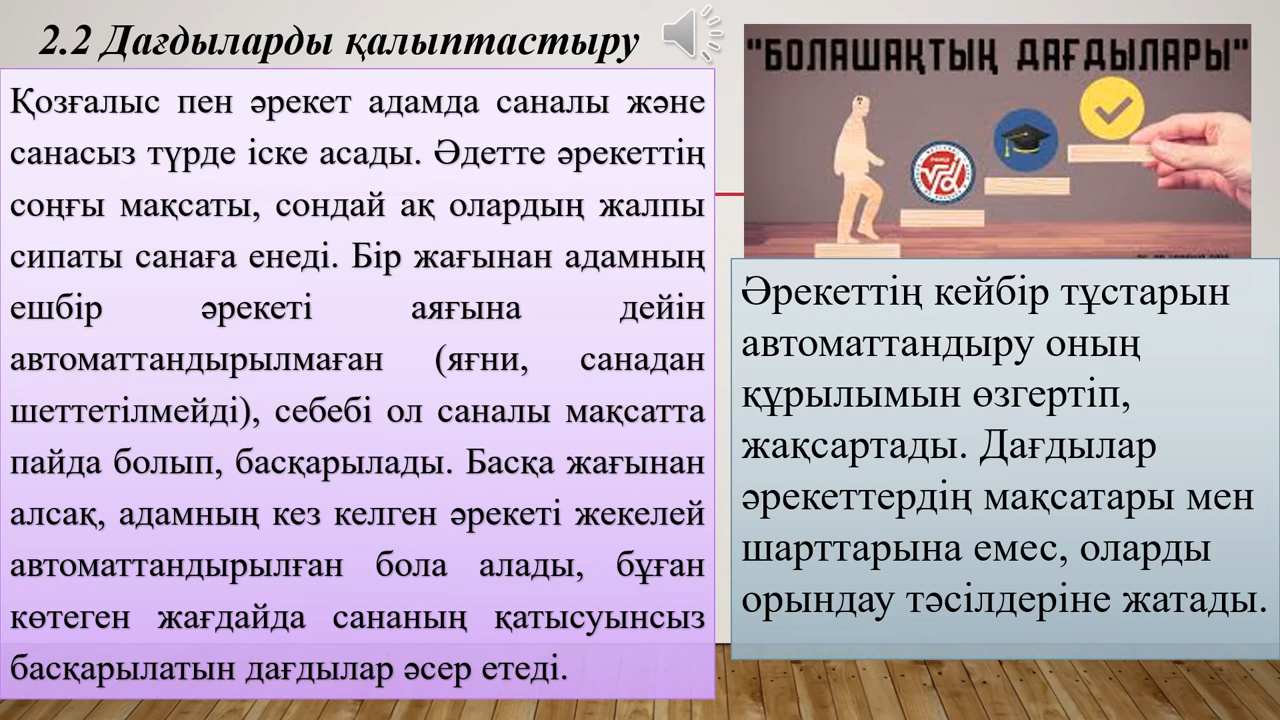 2.2 Дағдыларды қалыптастыру
Қозғалыс пен әрекет адамда саналы және
санасыз түрде іске асады. Әдетте әрекеттің
соңғы мақсаты, сондай ақ олардың жалпы
сипаты санаға енеді. Бір жағынан адамның
ешбір әрекеті аяғына дейін
автоматтандырылмаған (яғни, санадан
шеттетілмейді), себебі ол саналы мақсатта
пайда болып, басқарылады. Басқа жағынан
алсақ, адамның кез келген әрекеті жекелей
автоматтандырылған бола алады, бұған
көтеген жағдайда сананың қатысуынсыз
басқарылатын дағдылар әсер етеді.
"БОЛАШАҚТЫҢ ДАҒДЫЛАРЫ"
Әрекеттің кейбір тұстарын
автоматтандыру оның
құрылымын өзгертіп,
жақсартады. Дағдылар
әрекеттердің мақсатары мен
шарттарына емес, оларды
орындау тәсілдеріне жатады.